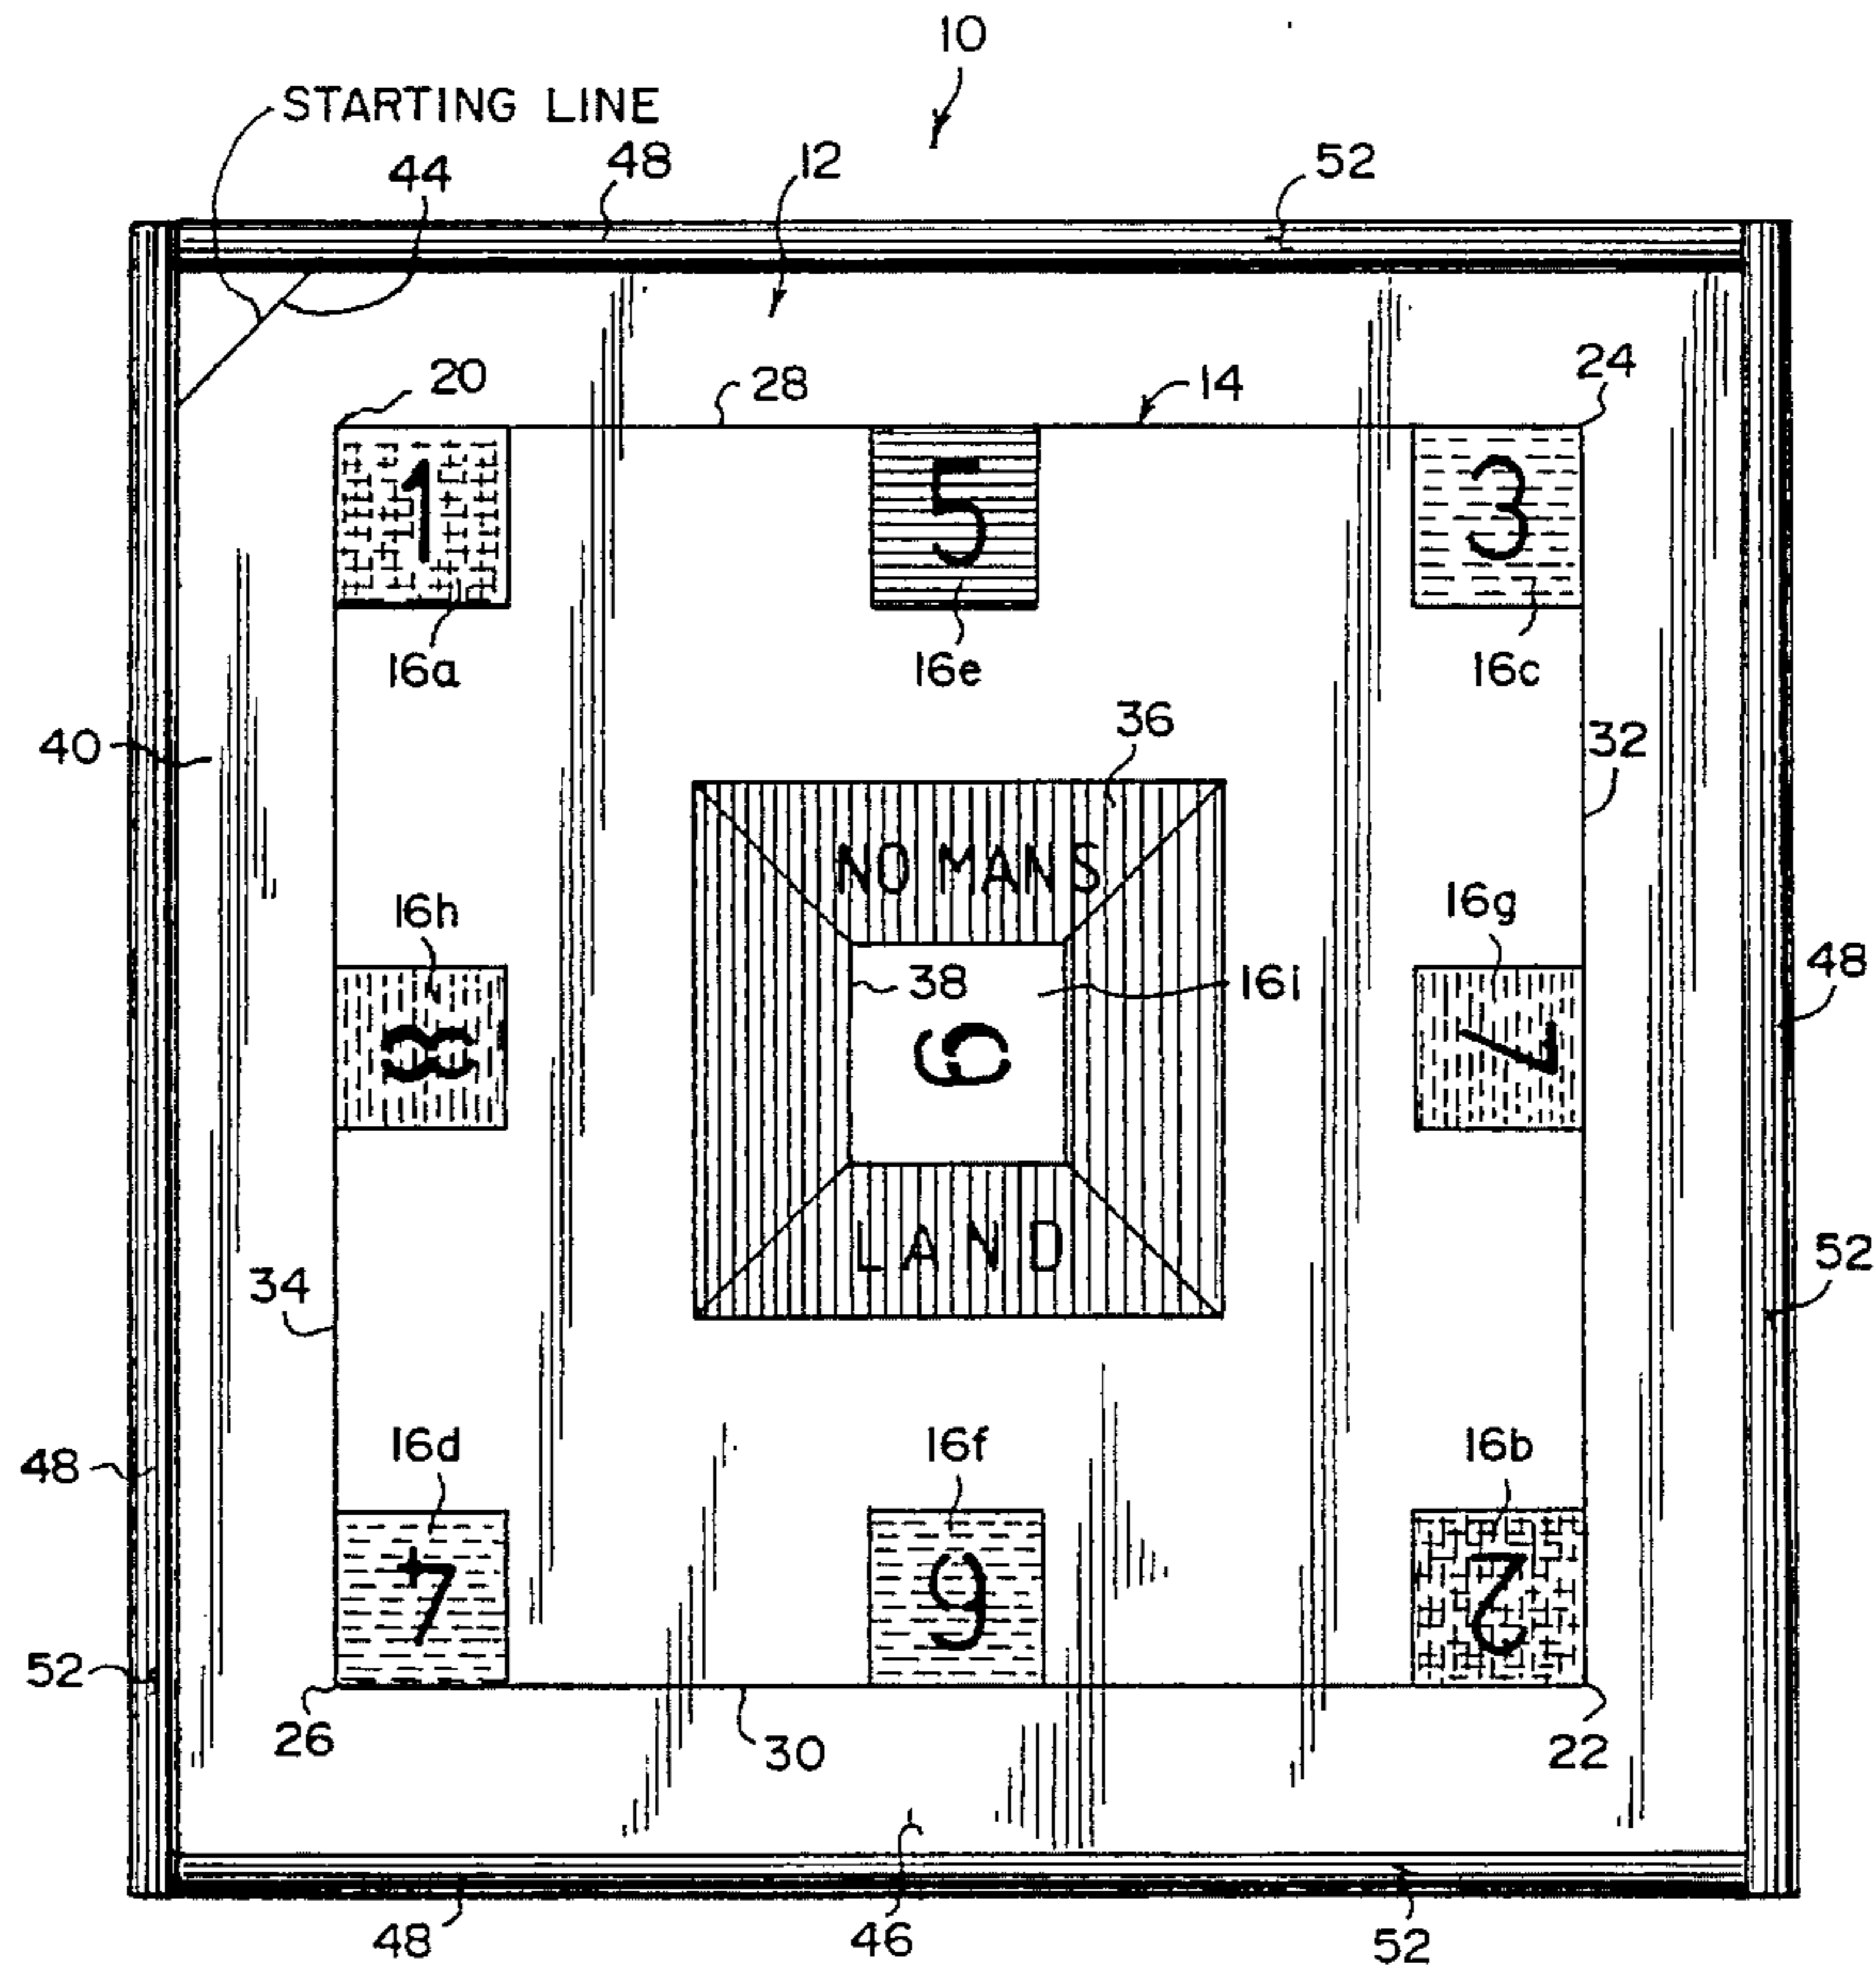 10
STARTING LINE
44 48 12 52
20 28 14 24
1 5 3
16a 16e 16c
40 36 32
NO MANS
16h 16g
38 16i 48
8 9 7
LAND
34 52
48 16d 16f 16b
4 6 2
52
26 30 22
48 46 52